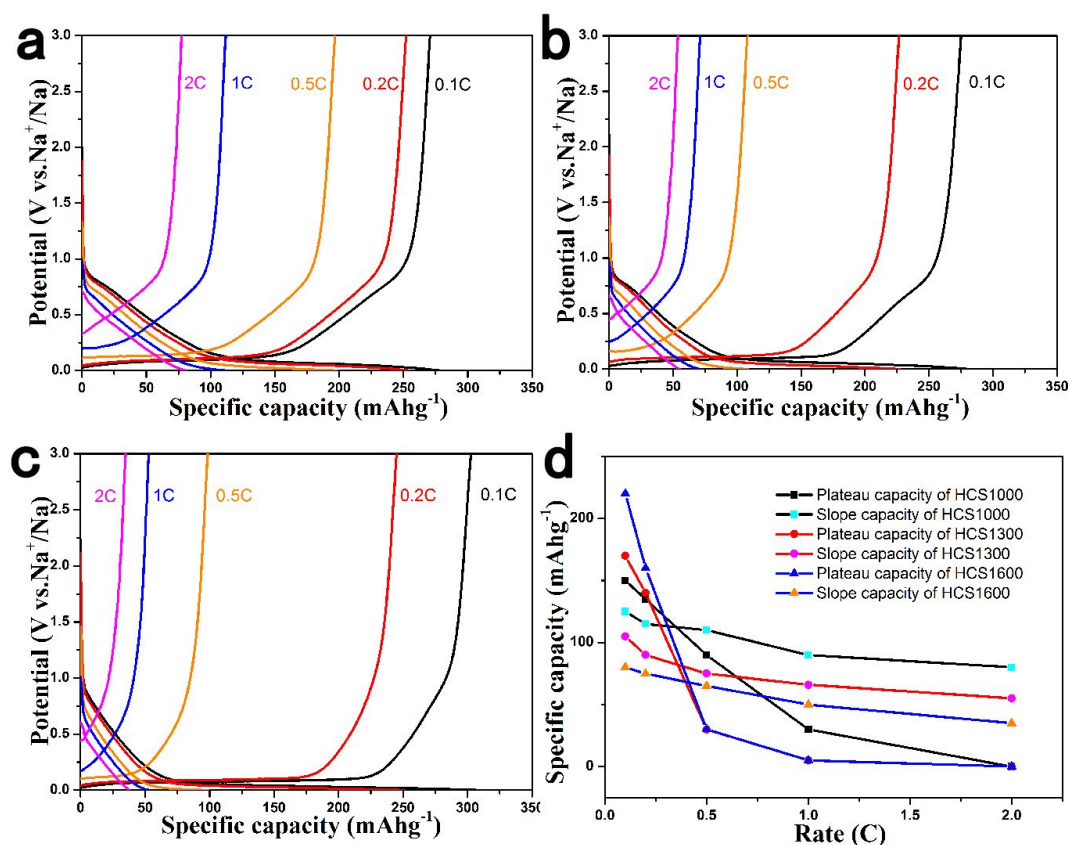 a
3.0
2.5
2.0
1.5
1.0
0.5
0.0
Potential (V vs.Na⁺/Na)
2C
1C
0.5C
0.2C
0.1C
0 50 100 150 200 250 300 350
Specific capacity (mAhg⁻¹)
b
3.0
2.5
2.0
1.5
1.0
0.5
0.0
Potential (V vs.Na⁺/Na)
2C
1C
0.5C
0.2C
0.1C
0 50 100 150 200 250 300 350
Specific capacity (mAhg⁻¹)
c
3.0
2.5
2.0
1.5
1.0
0.5
0.0
Potential (V vs.Na⁺/Na)
2C
1C
0.5C
0.2C
0.1C
0 50 100 150 200 250 300 350
Specific capacity (mAhg⁻¹)
d
200
100
0
Specific capacity (mAhg⁻¹)
Plateau capacity of HCS1000
Slope capacity of HCS1000
Plateau capacity of HCS1300
Slope capacity of HCS1300
Plateau capacity of HCS1600
Slope capacity of HCS1600
0.0 0.5 1.0 1.5 2.0
Rate (C)